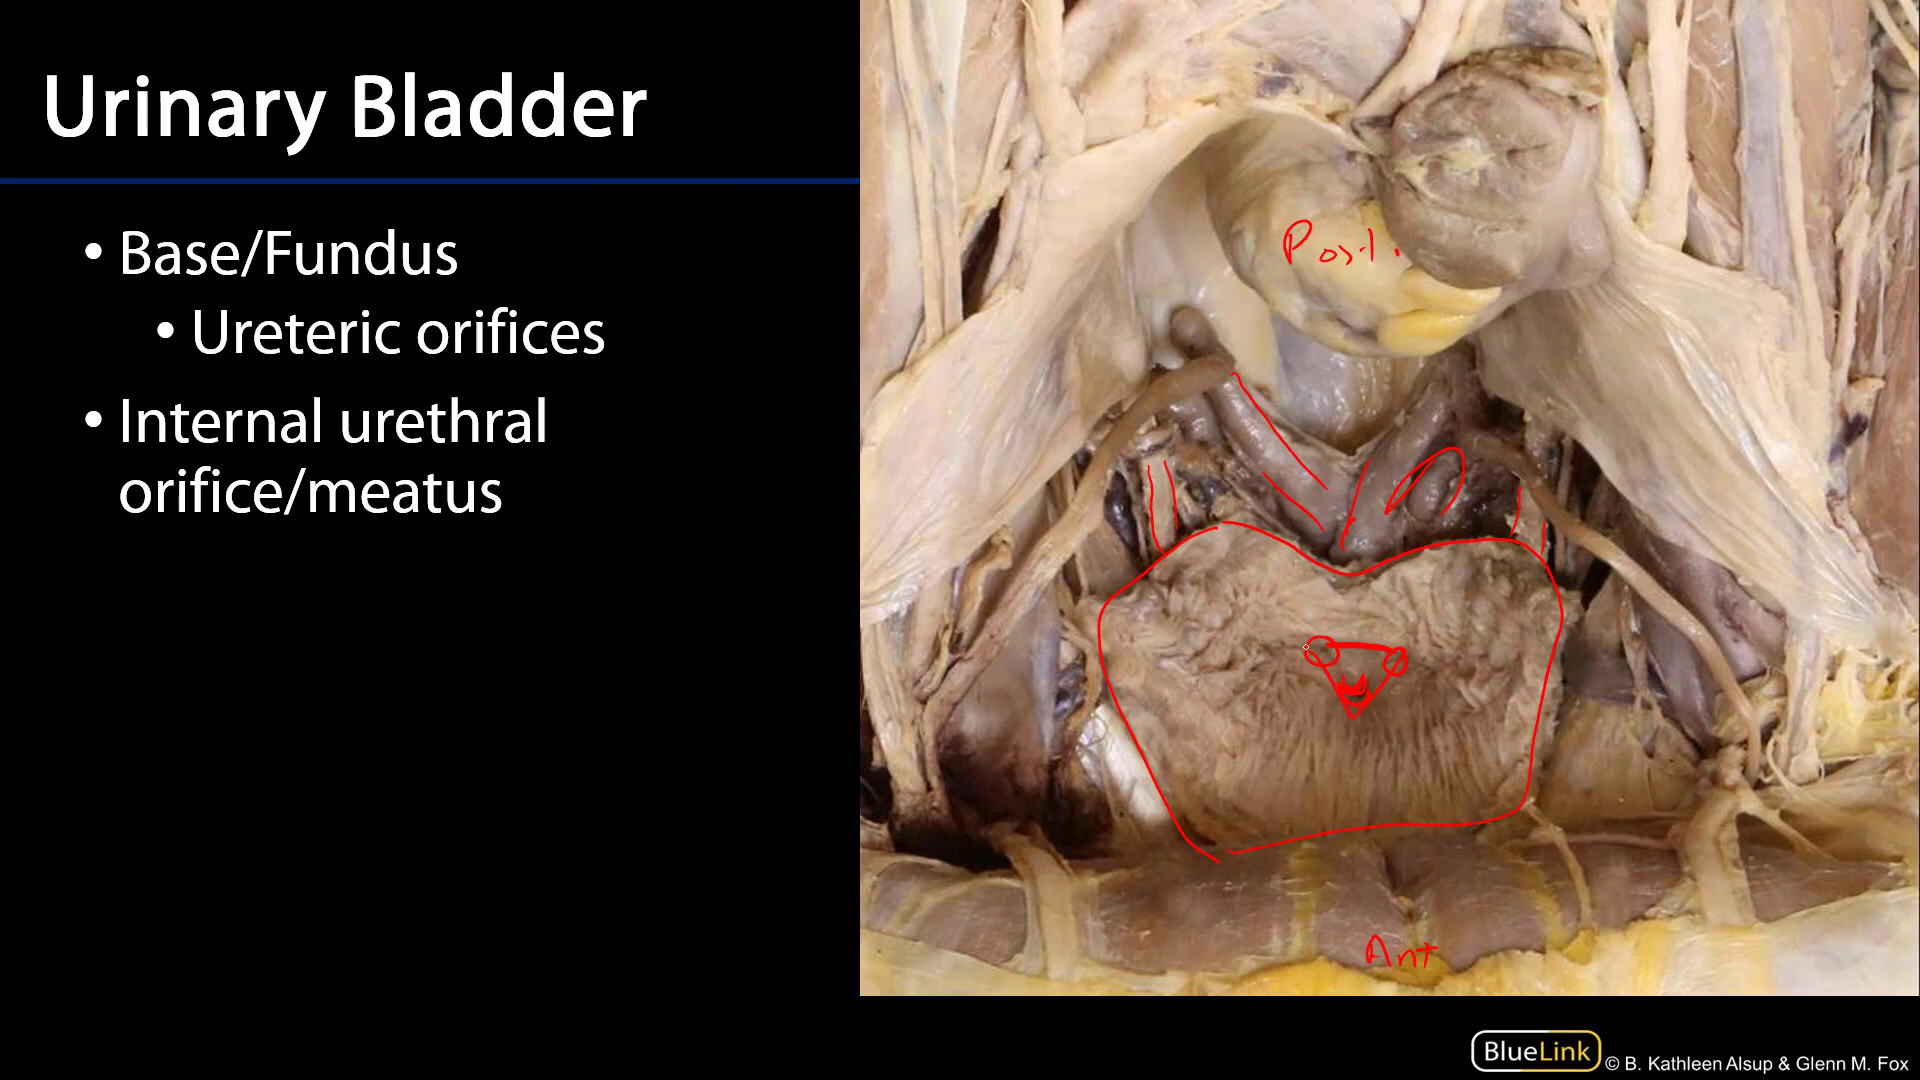 Urinary Bladder
• Base/Fundus
• Ureteric orifices
• Internal urethral
orifice/meatus
Post.
Ant
BlueLink
© B. Kathleen Alsup & Glenn M. Fox